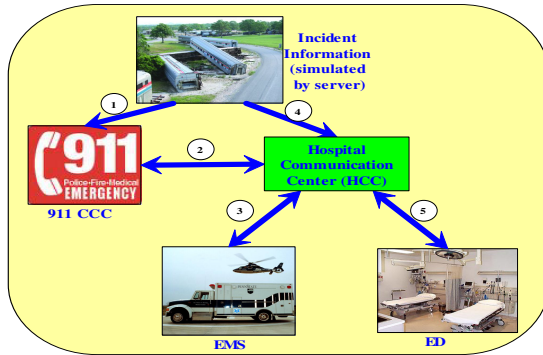 Incident
Information
(simulated
by server)
1
4
911
Police-Fire-Medical
EMERGENCY
911 CCC
2
Hospital
Communication
Center (HCC)
3
5
EMS
ED